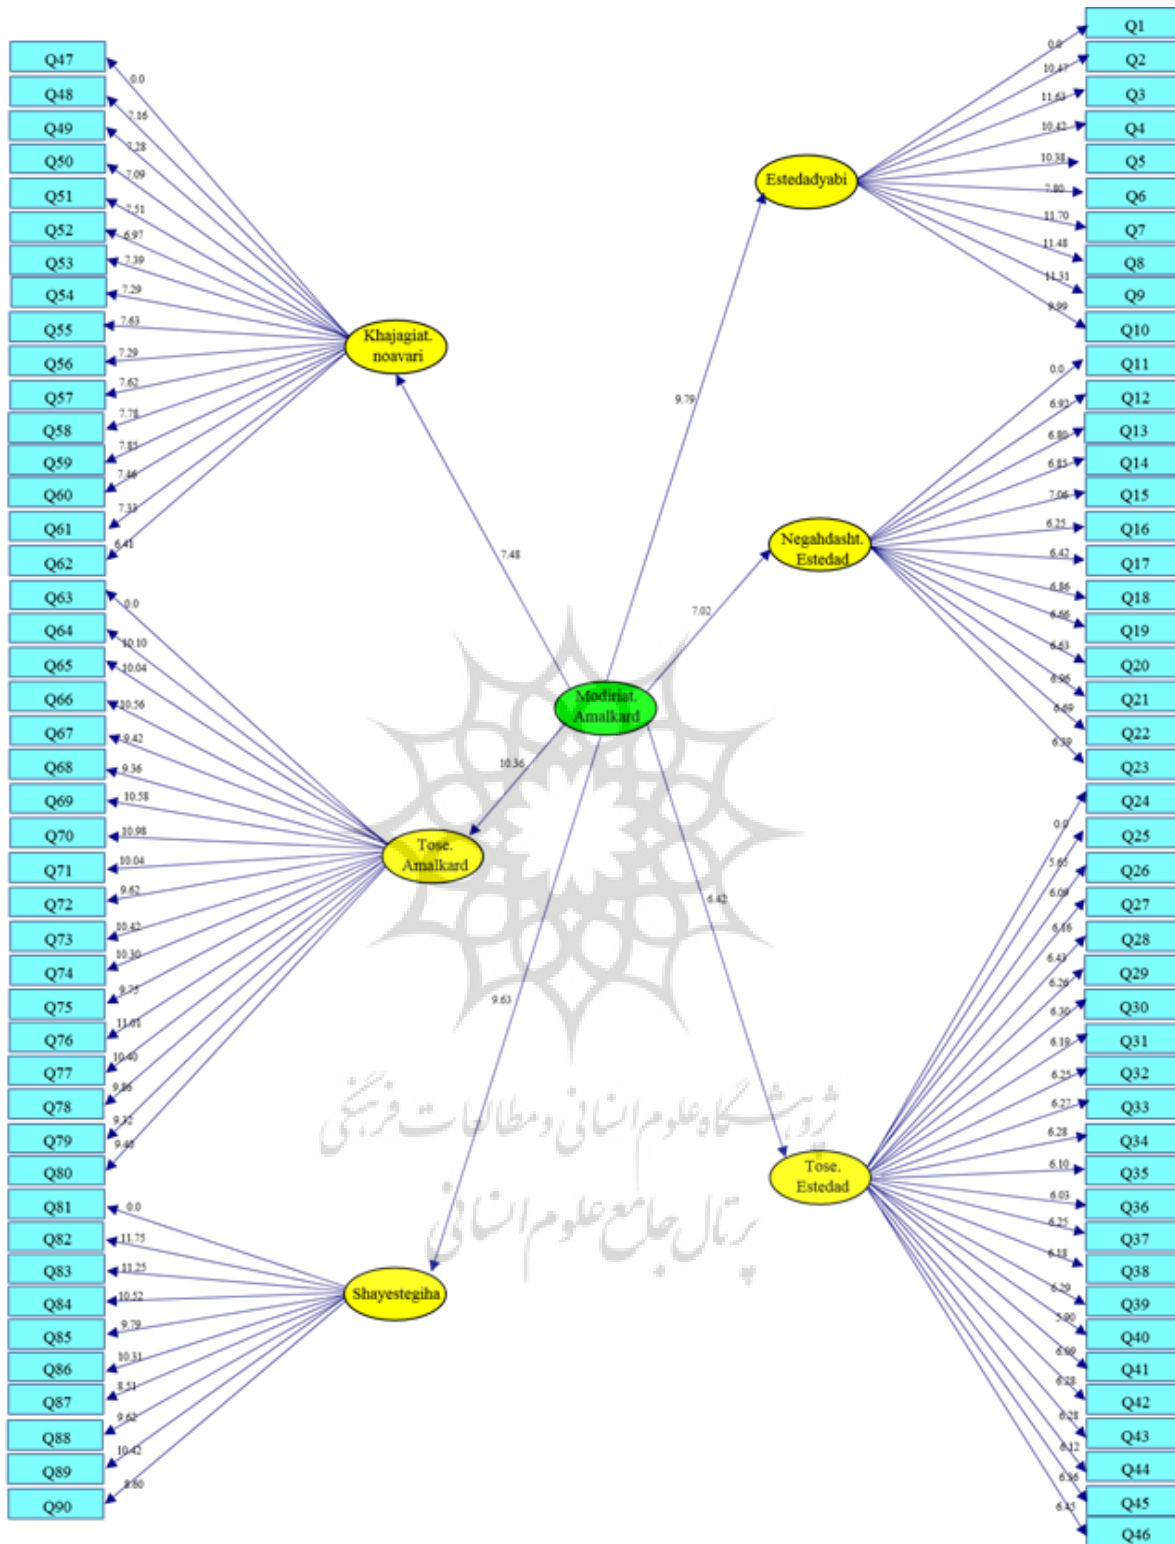 Q47
Q48
Q49
Q50
Q51
Q52
Q53
Q54
Q55
Q56
Q57
Q58
Q59
Q60
Q61
Q62
Q63
Q64
Q65
Q66
Q67
Q68
Q69
Q70
Q71
Q72
Q73
Q74
Q75
Q76
Q77
Q78
Q79
Q80
Q81
Q82
Q83
Q84
Q85
Q86
Q87
Q88
Q89
Q90
0.0
7.16
7.28
7.09
7.51
6.97
7.39
7.29
7.63
7.29
7.62
7.78
7.85
7.46
7.33
6.41
0.0
10.10
10.04
10.56
9.42
9.36
10.58
10.98
10.04
9.62
10.42
10.30
9.75
11.01
10.40
9.86
9.32
9.40
0.0
11.75
11.25
10.52
9.79
10.31
8.51
9.62
10.42
8.60
Khajagiat.
noavari
Tose.
Amalkard
Shayestegiha
7.48
10.36
9.63
Modiriat.
Amalkard
9.79
7.02
6.42
پژوهشگاه علوم انسانی و مطالعات فرهنگی
پرتال جامع علوم انسانی
Estedadyabi
Negahdasht.
Estedad
Tose.
Estedad
0.0
10.47
11.63
10.42
10.38
7.80
11.70
11.48
11.31
9.99
0.0
6.92
6.80
6.85
7.06
6.25
6.42
6.86
6.66
6.63
6.96
6.69
6.39
0.0
5.65
6.09
6.16
6.43
6.26
6.30
6.19
6.25
6.27
6.28
6.10
6.03
6.25
6.18
6.29
5.90
6.09
6.28
6.28
6.12
6.36
6.45
Q1
Q2
Q3
Q4
Q5
Q6
Q7
Q8
Q9
Q10
Q11
Q12
Q13
Q14
Q15
Q16
Q17
Q18
Q19
Q20
Q21
Q22
Q23
Q24
Q25
Q26
Q27
Q28
Q29
Q30
Q31
Q32
Q33
Q34
Q35
Q36
Q37
Q38
Q39
Q40
Q41
Q42
Q43
Q44
Q45
Q46